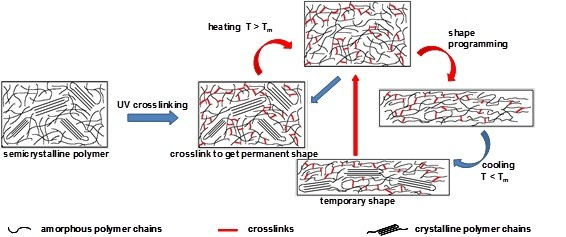 heating T > Tm
shape
programming
UV crosslinking
semicrystalline polymer
crosslink to get permanent shape
cooling
T < Tm
temporary shape
amorphous polymer chains
crosslinks
crystalline polymer chains